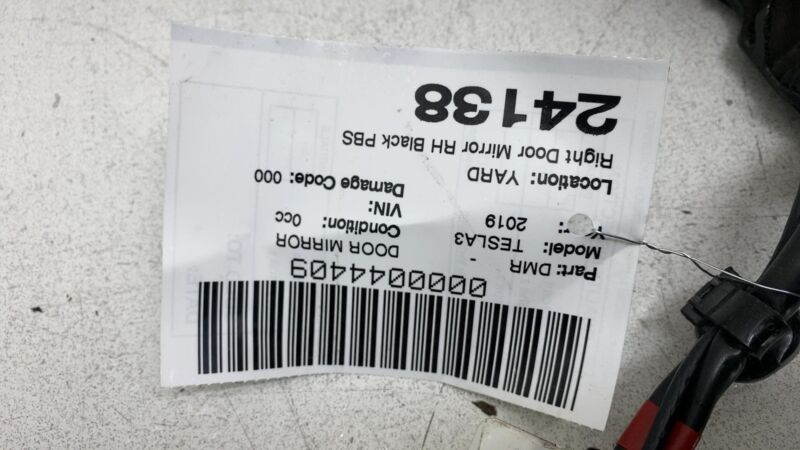 0000044409
Part: DMR - DOOR MIRROR
Model: TESLA3 Condition: 0cc
2019 VIN:
Location: YARD Damage Code: 000
Right Door Mirror RH Black PBS
24138